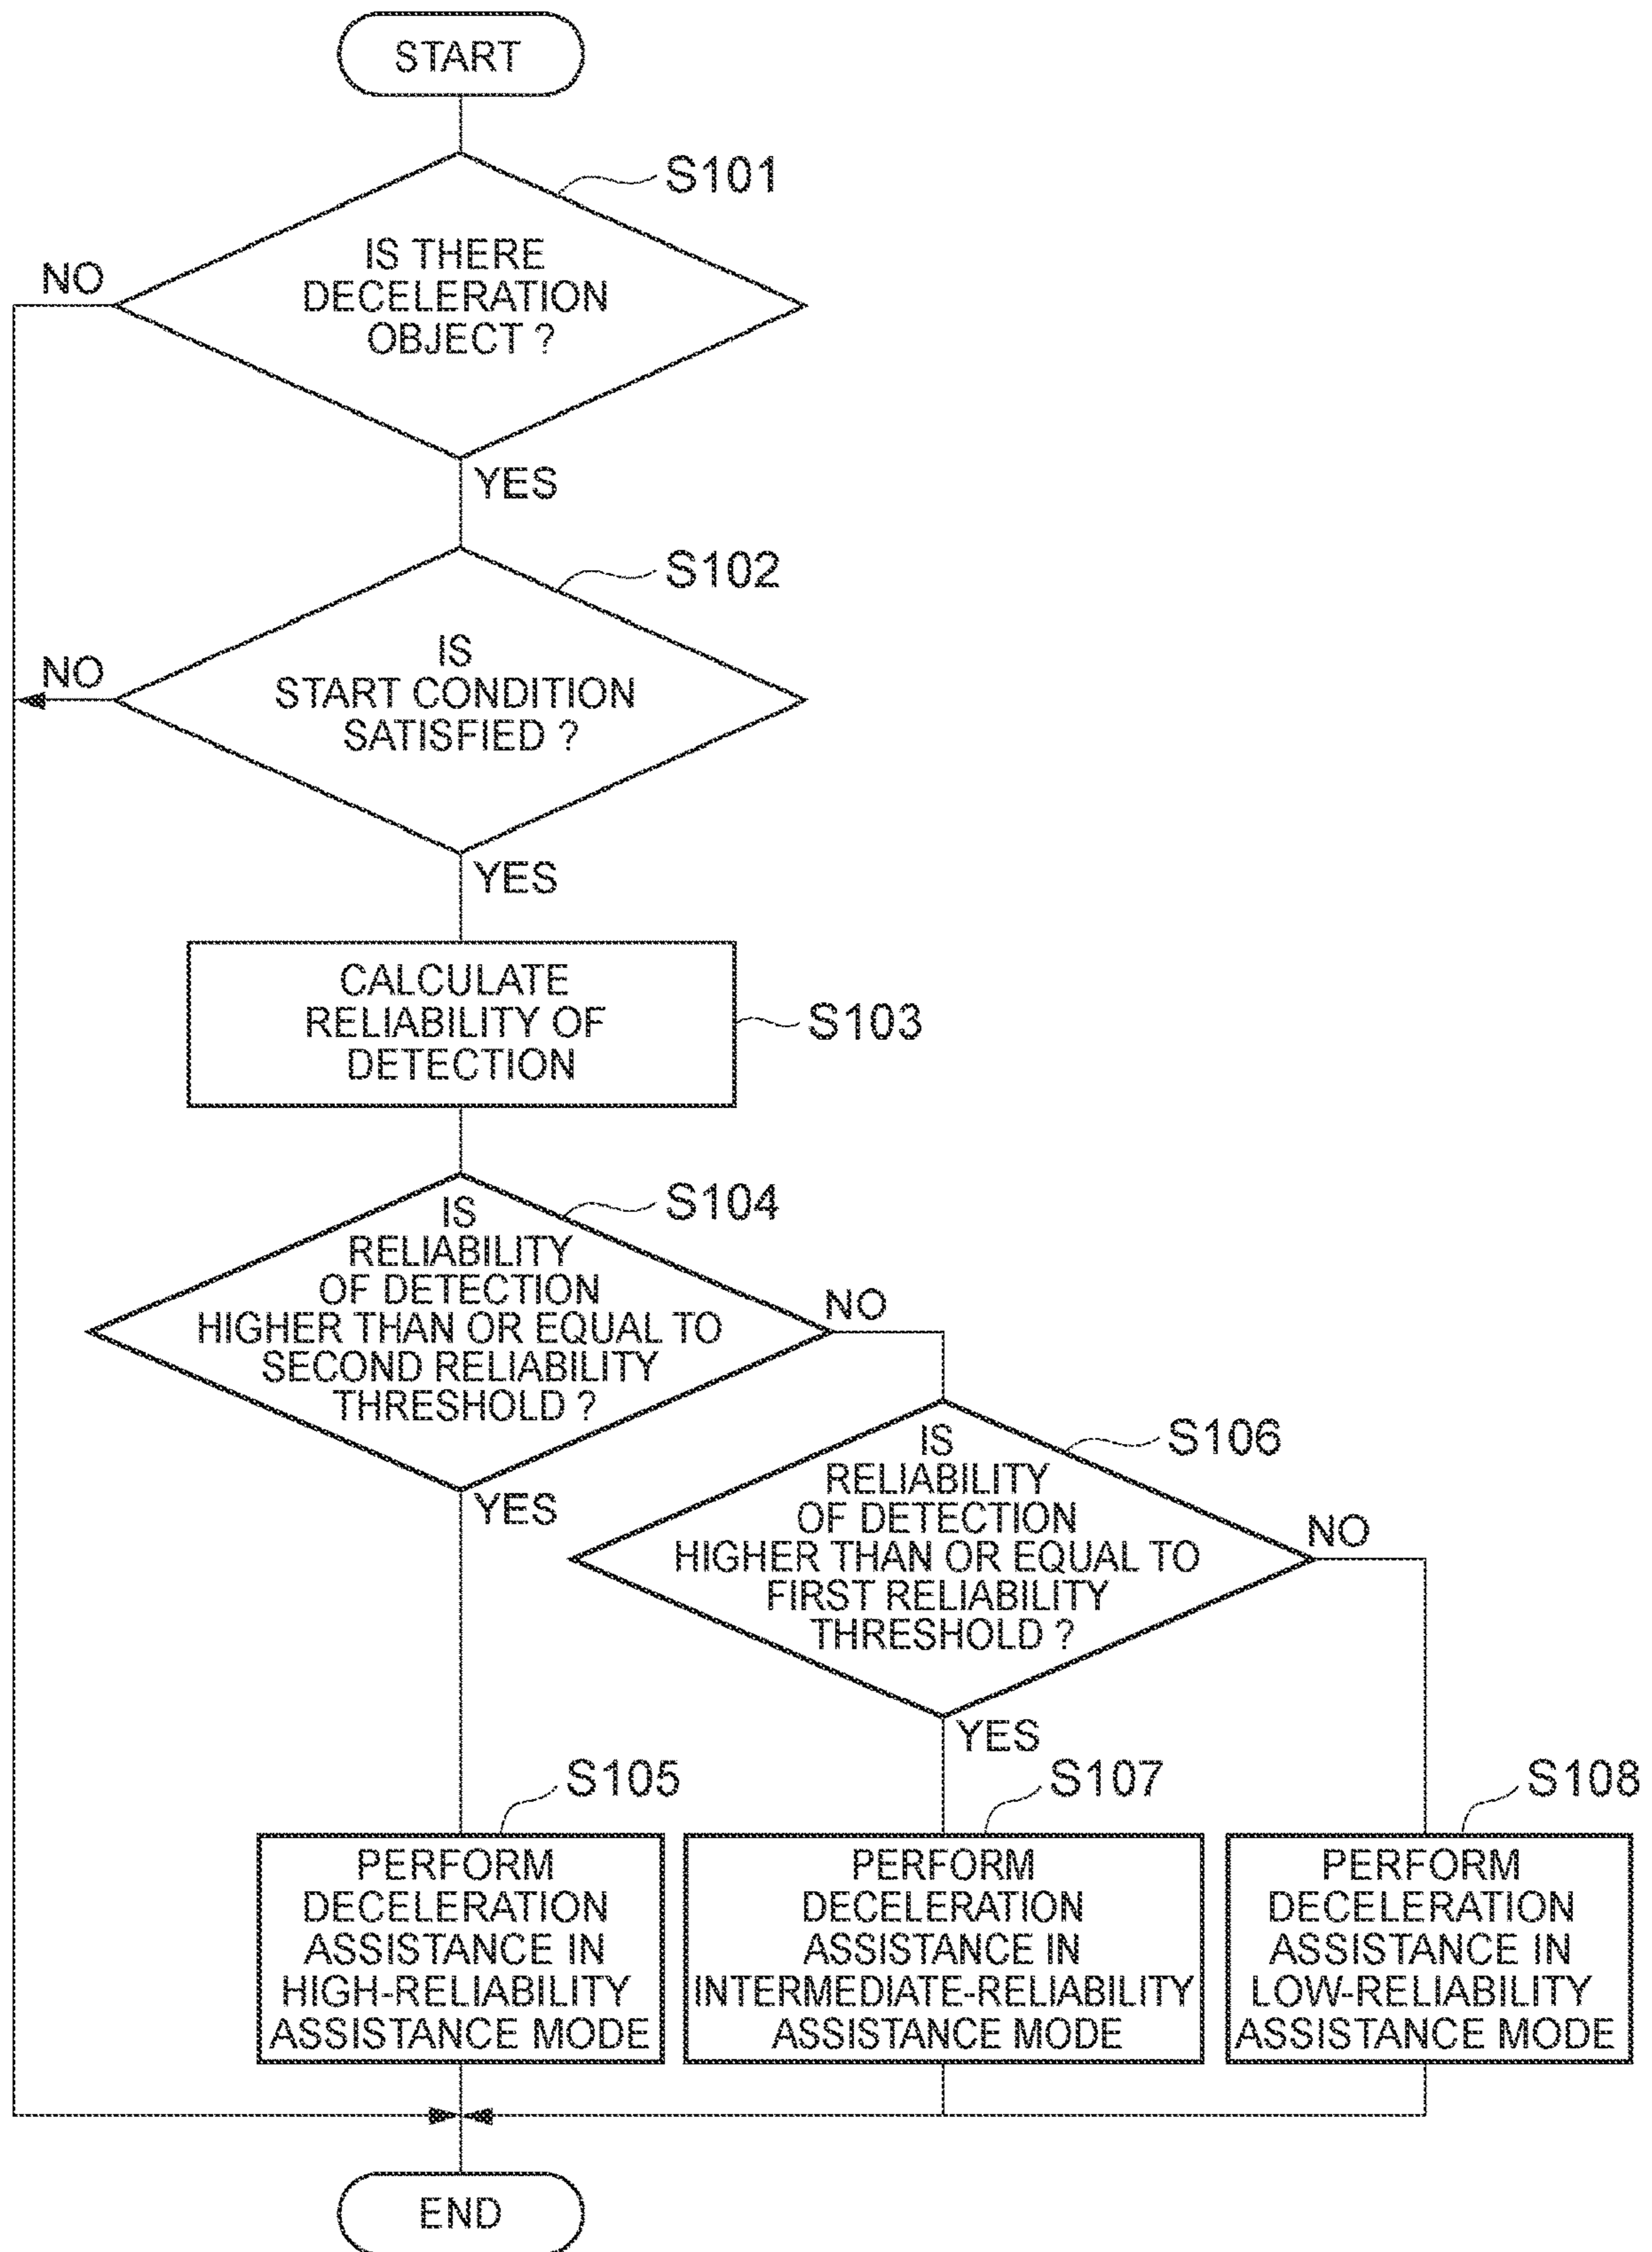 START
S101
IS THERE
DECELERATION
OBJECT ?
NO
YES
S102
IS
START CONDITION
SATISFIED ?
NO
YES
CALCULATE
RELIABILITY OF
DETECTION
S103
S104
IS
RELIABILITY
OF DETECTION
HIGHER THAN OR EQUAL TO
SECOND RELIABILITY
THRESHOLD ?
NO
YES
S106
IS
RELIABILITY
OF DETECTION
HIGHER THAN OR EQUAL TO
FIRST RELIABILITY
THRESHOLD ?
NO
YES
S105
PERFORM
DECELERATION
ASSISTANCE IN
HIGH-RELIABILITY
ASSISTANCE MODE
S107
PERFORM
DECELERATION
ASSISTANCE IN
INTERMEDIATE-RELIABILITY
ASSISTANCE MODE
S108
PERFORM
DECELERATION
ASSISTANCE IN
LOW-RELIABILITY
ASSISTANCE MODE
END